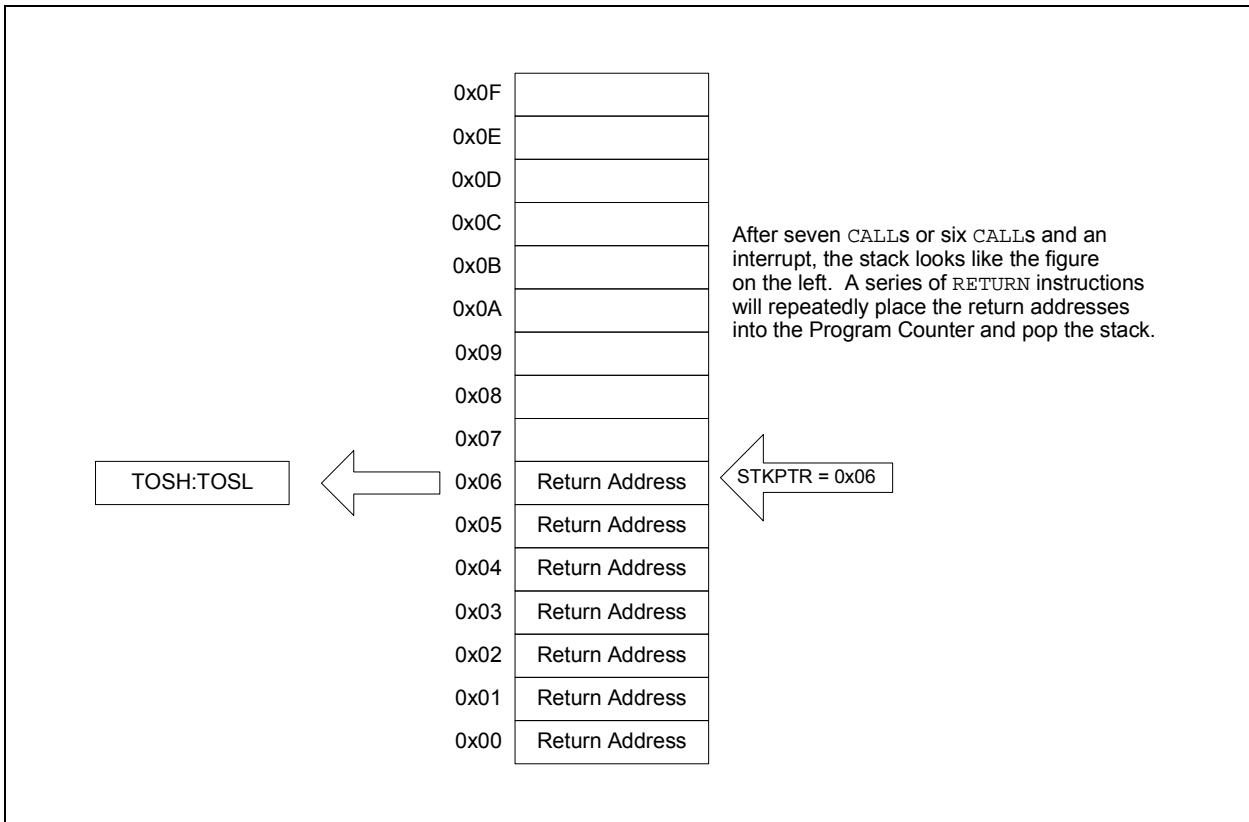 0x0F
0x0E
0x0D
0x0C
0x0B
0x0A
0x09
0x08
0x07
After seven CALLs or six CALLs and an
interrupt, the stack looks like the figure
on the left. A series of RETURN instructions
will repeatedly place the return addresses
into the Program Counter and pop the stack.
TOSH:TOSL
0x06 Return Address
STKPTR = 0x06
0x05 Return Address
0x04 Return Address
0x03 Return Address
0x02 Return Address
0x01 Return Address
0x00 Return Address